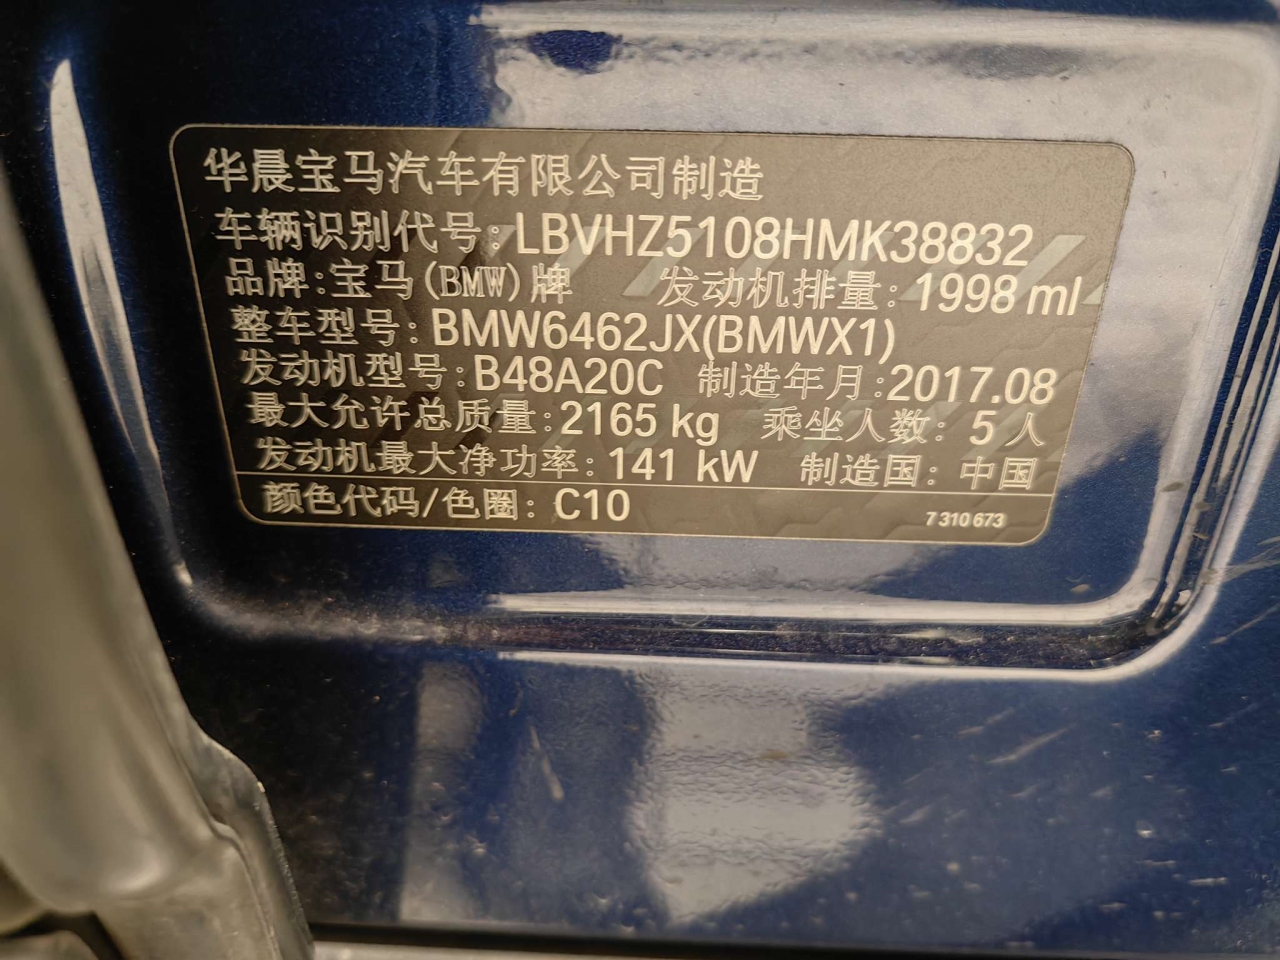 华晨宝马汽车有限公司制造
车辆识别代号: LBVHZ5108HMK38832
品牌:宝马(BMW)牌 发动机排量: 1998 ml
整车型号: BMW6462JX(BMWX1)
发动机型号: B48A20C 制造年月:2017.08
最大允许总质量: 2165 kg 乘坐人数: 5 人
发动机最大净功率: 141 kW 制造国: 中国
颜色代码/色圈: C10 7 310 673